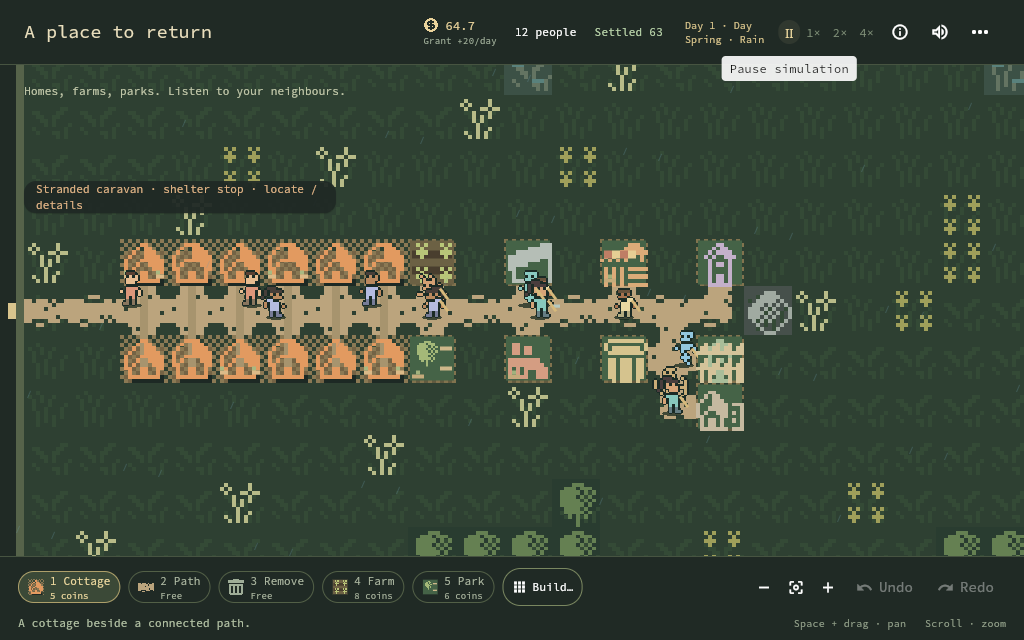 A place to return
64.7
Grant +20/day
12 people
Settled 63
Day 1 · Day
Spring · Rain
1×
2×
4×
Pause simulation
Homes, farms, parks. Listen to your neighbours.
Stranded caravan · shelter stop · locate /
details
1 Cottage
5 coins
2 Path
Free
3 Remove
Free
4 Farm
8 coins
5 Park
6 coins
Build…
Undo
Redo
A cottage beside a connected path.
Space + drag · pan
Scroll · zoom